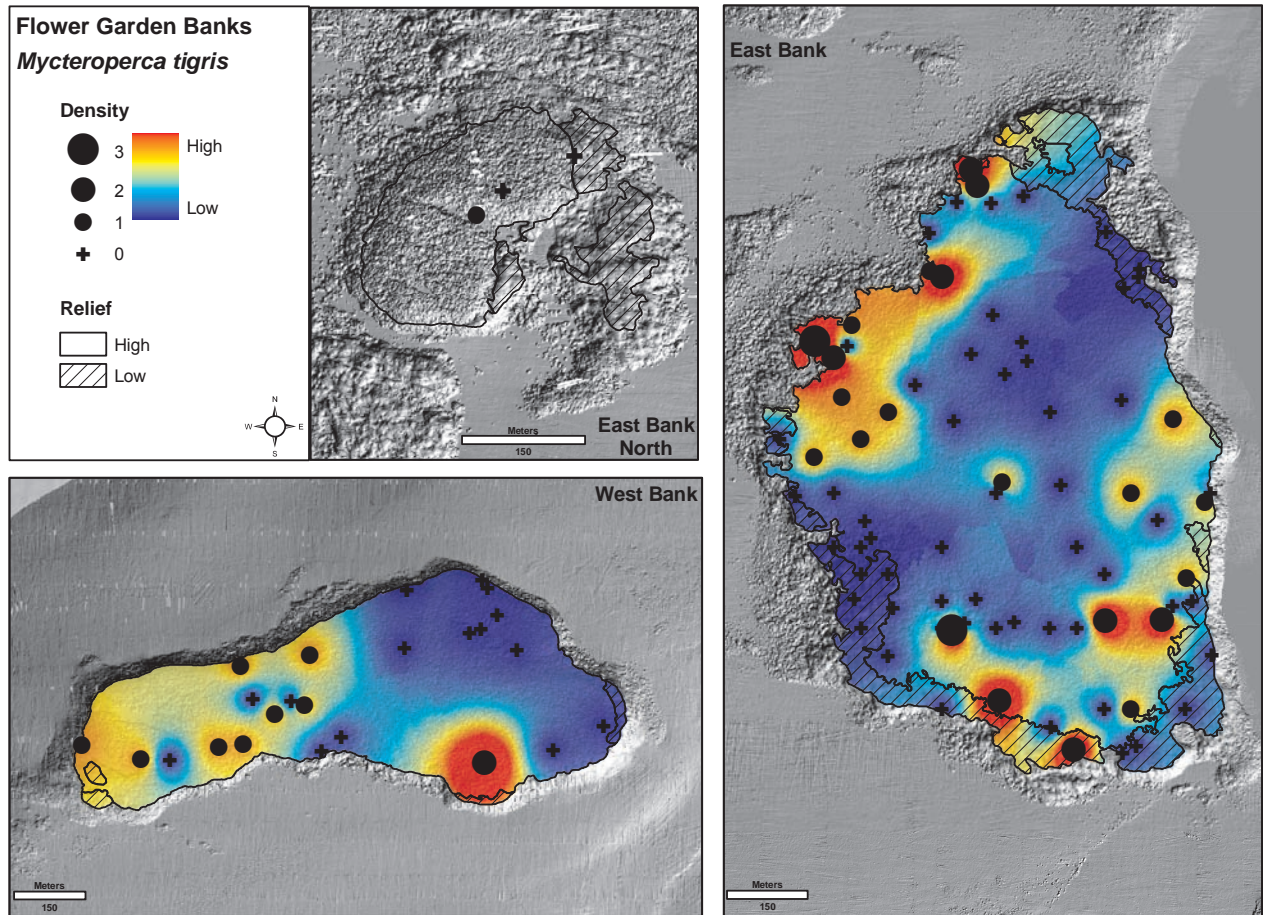 Flower Garden Banks
Mycteroperca tigris
Density
3
2
1
0
High
Low
Relief
High
Low
N
W
E
S
Meters
150
East Bank
North
West Bank
Meters
150
East Bank
Meters
150